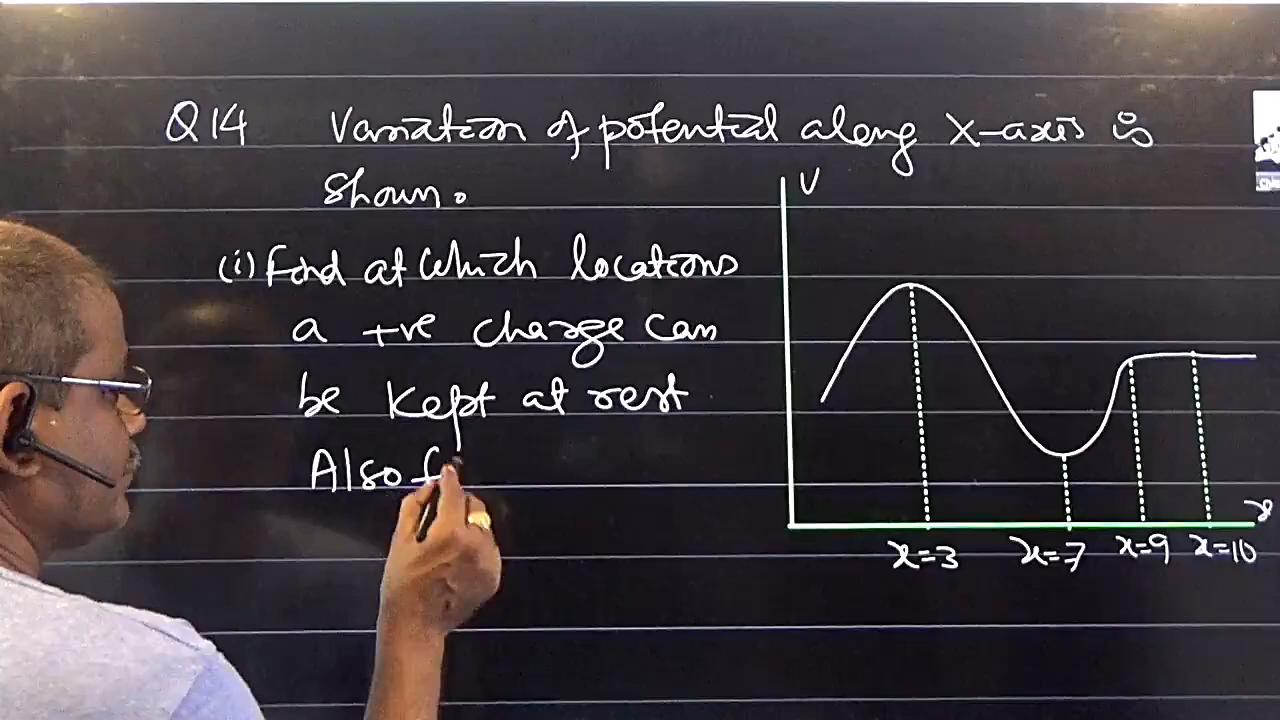 Q14 Variation of potential along X-axis is
shown.
V
(i) Find at which locations
a +ve charge can
be kept at rest
Also f
x
x=3 x=7 x=9 x=10